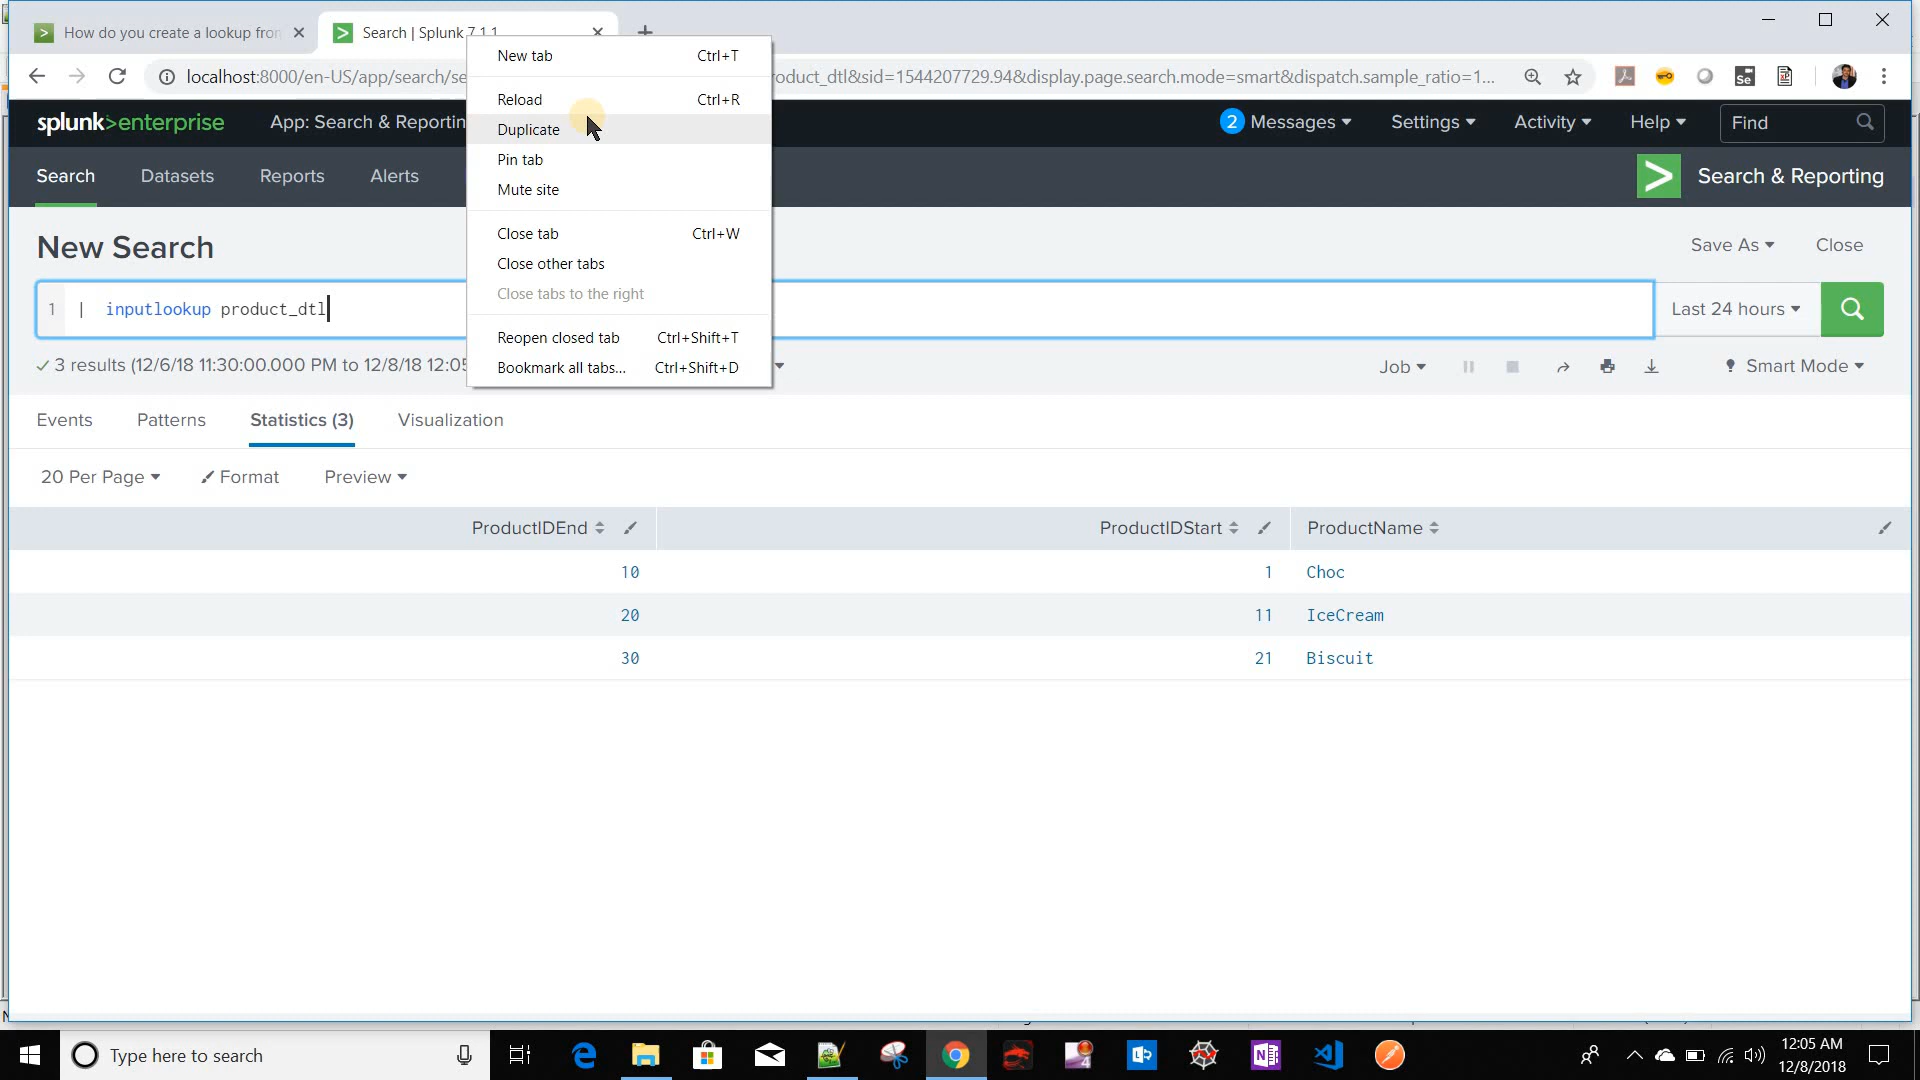 How do you create a lookup fron
Search | Splunk 7.1.1
localhost:8000/en-US/app/search/se
roduct_dtl&sid=1544207729.94&display.page.search.mode=smart&dispatch.sample_ratio=1...
New tab Ctrl+T
Reload Ctrl+R
Duplicate
Pin tab
Mute site
Close tab Ctrl+W
Close other tabs
Close tabs to the right
Reopen closed tab Ctrl+Shift+T
Bookmark all tabs... Ctrl+Shift+D
splunk>enterprise App: Search & Reportin 2 Messages Settings Activity Help Find
Search Datasets Reports Alerts Search & Reporting
New Search Save As Close
1 | inputlookup product_dtl Last 24 hours
3 results (12/6/18 11:30:00.000 PM to 12/8/18 12:05 Job Smart Mode
Events Patterns Statistics (3) Visualization
20 Per Page Format Preview
ProductIDEnd ProductIDStart ProductName
10 1 Choc
20 11 IceCream
30 21 Biscuit
Type here to search
12:05 AM
12/8/2018